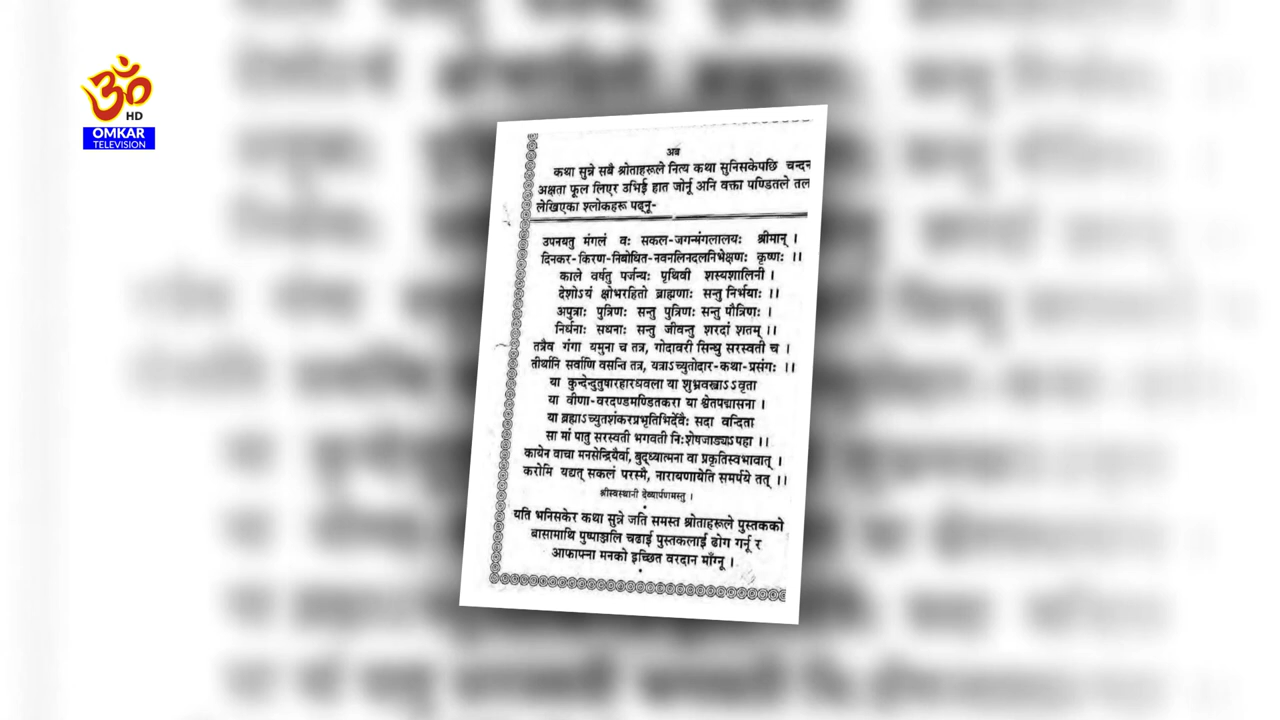 ॐ
HD
OMKAR
TELEVISION
अब
कथा सुन्ने सबै श्रोताहरूले नित्य कथा सुनिसकेपछि चन्दन
अक्षता फूल लिएर उभिई हात जोर्नू अनि वक्ता पण्डितले तल
लेखिएका श्लोकहरू पढ्नू-
उपनयतु मंगलं वः सकल-जगन्मंगलालयः श्रीमान् ।
दिनकर-किरण-निबोधित-नवनलिनदलनिभेक्षणः कृष्णः ।।
काले वर्षतु पर्जन्यः पृथिवी शस्यशालिनी ।
देशोऽयं क्षोभरहितो ब्राह्मणाः सन्तु निर्भयाः ।।
अपुत्राः पुत्रिणः सन्तु पुत्रिणः सन्तु पौत्रिणः ।
निर्धनाः सधनाः सन्तु जीवन्तु शरदां शतम् ।।
तत्रैव गंगा यमुना च तत्र, गोदावरी सिन्धु सरस्वती च ।
तीर्थानि सर्वाणि वसन्ति तत्र, यत्राऽच्युतोदार-कथा-प्रसंगः ।।
या कुन्देन्दुतुषारहारधवला या शुभ्रवस्त्राऽऽवृता
या वीणा-वरदण्डमण्डितकरा या श्वेतपद्मासना ।
या ब्रह्माऽच्युतशंकरप्रभृतिभिर्देवैः सदा वन्दिता
सा मां पातु सरस्वती भगवती निःशेषजाड्याऽपहा ।।
कायेन वाचा मनसेन्द्रियैर्वा, बुद्ध्यात्मना वा प्रकृतिस्वभावात् ।
करोमि यद्यत् सकलं परस्मै, नारायणायेति समर्पये तत् ।।
श्रीस्वस्थानी देव्यार्पणमस्तु ।
यति भनिसकेर कथा सुन्ने जति समस्त श्रोताहरूले पुस्तकको
बासामाथि पुष्पाञ्जलि चढाई पुस्तकलाई ढोग गर्नू र
आफाफ्ना मनको इच्छित वरदान माँग्नू ।